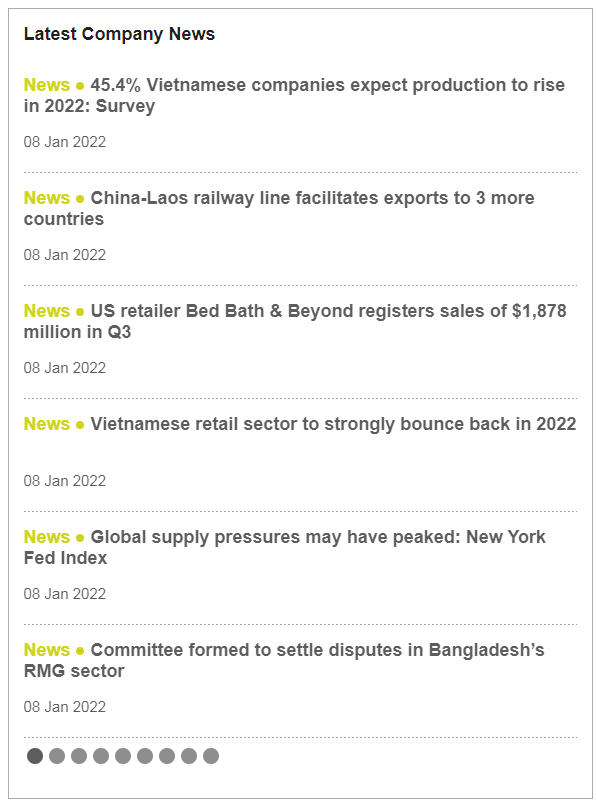 Latest Company News
News ● 45.4% Vietnamese companies expect production to rise
in 2022: Survey
08 Jan 2022
News ● China-Laos railway line facilitates exports to 3 more
countries
08 Jan 2022
News ● US retailer Bed Bath & Beyond registers sales of $1,878
million in Q3
08 Jan 2022
News ● Vietnamese retail sector to strongly bounce back in 2022
08 Jan 2022
News ● Global supply pressures may have peaked: New York
Fed Index
08 Jan 2022
News ● Committee formed to settle disputes in Bangladesh’s
RMG sector
08 Jan 2022